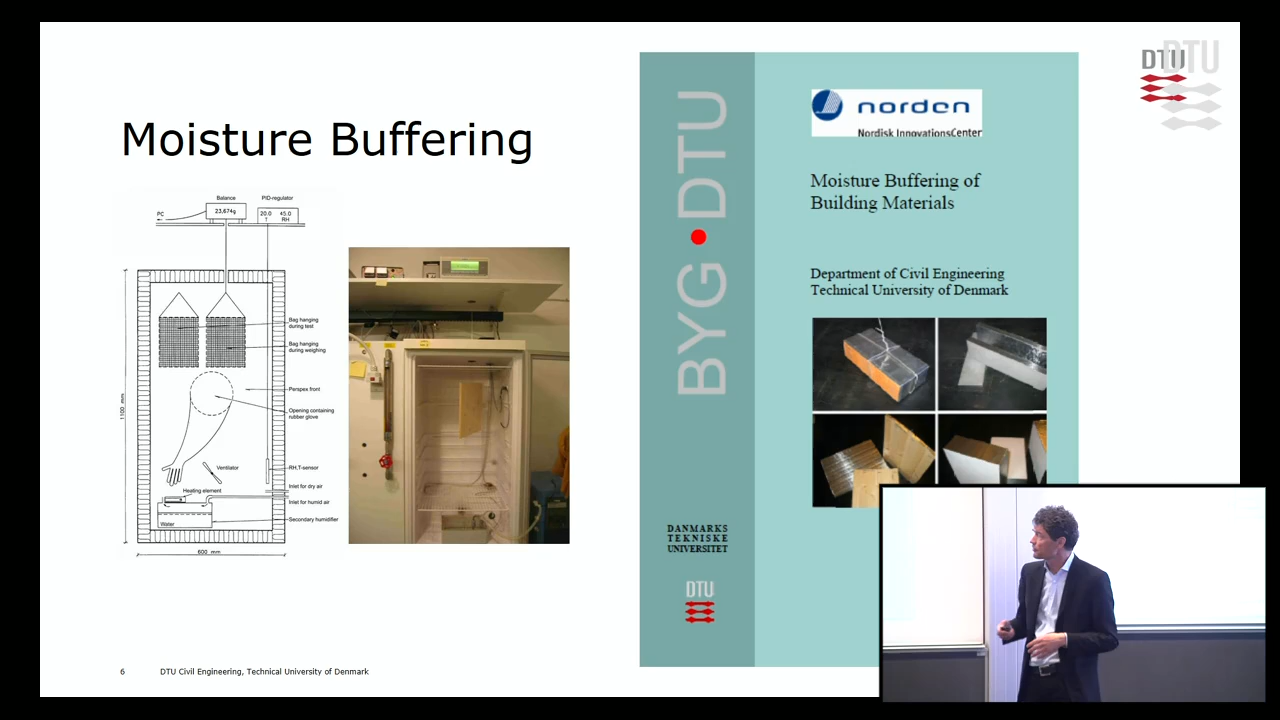 Moisture Buffering
Balance
PID-regulator
PC
23,674g
20.0 45.0
T RH
Bag hanging
during test
Bag hanging
during weighing
Perspex front
Opening containing
rubber glove
1100 mm
Ventilator
RH,T-sensor
Heating element
Inlet for dry air
Inlet for humid air
Secondary humidifier
Water
600 mm
BYG•DTU
norden
Nordisk InnovationsCenter
Moisture Buffering of
Building Materials
Department of Civil Engineering
Technical University of Denmark
DANMARKS
TEKNISKE
UNIVERSITET
DTU
DTU
DTU
6 DTU Civil Engineering, Technical University of Denmark